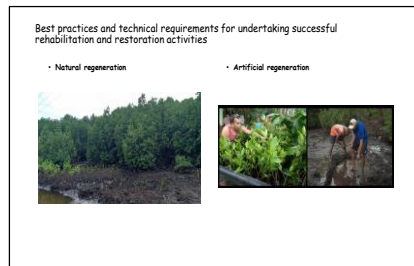 Best practices and technical requirements for undertaking successful
rehabilitation and restoration activities
• Natural regeneration
• Artificial regeneration